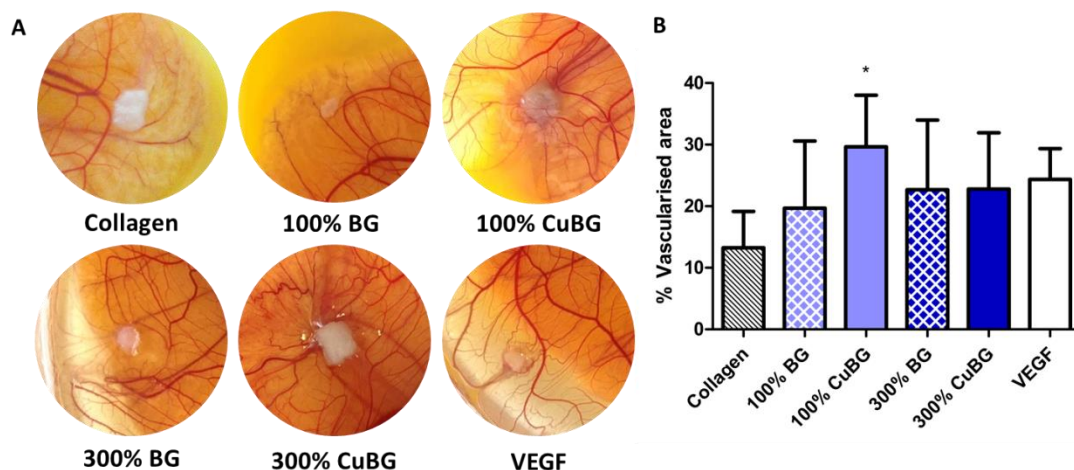 A
Collagen
100% BG
100% CuBG
300% BG
300% CuBG
VEGF
B
*
% Vascularised area
40
30
20
10
0
Collagen
100% BG
100% CuBG
300% BG
300% CuBG
VEGF